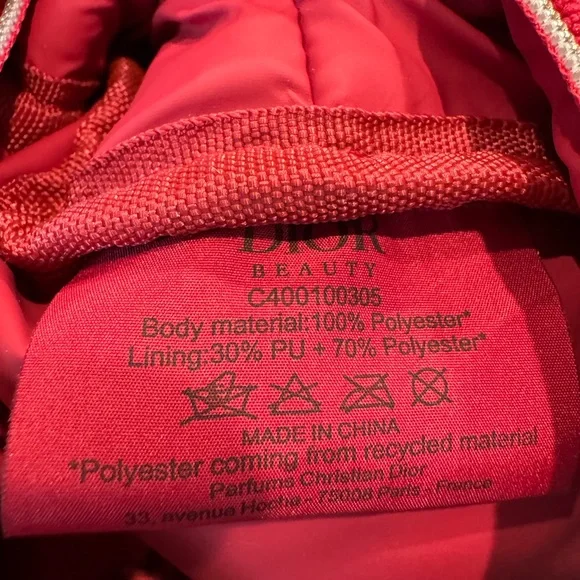 DIOR
BEAUTY
C400100305
Body material:100% Polyester*
Lining:30% PU + 70% Polyester*
MADE IN CHINA
*Polyester coming from recycled material
Parfums Christian Dior
33, avenue Hoche - 75008 Paris - France